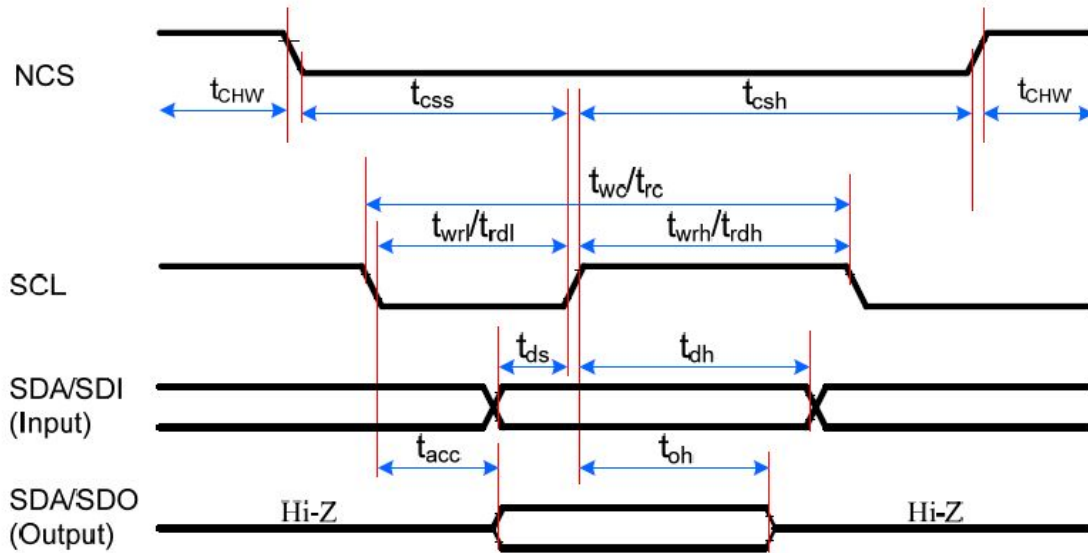 NCS
tCHW
tcss
tcsh
tCHW
twc/trc
twrl/trdl
twrh/trdh
SCL
tds
tdh
SDA/SDI
(Input)
tacc
toh
SDA/SDO
(Output)
Hi-Z
Hi-Z